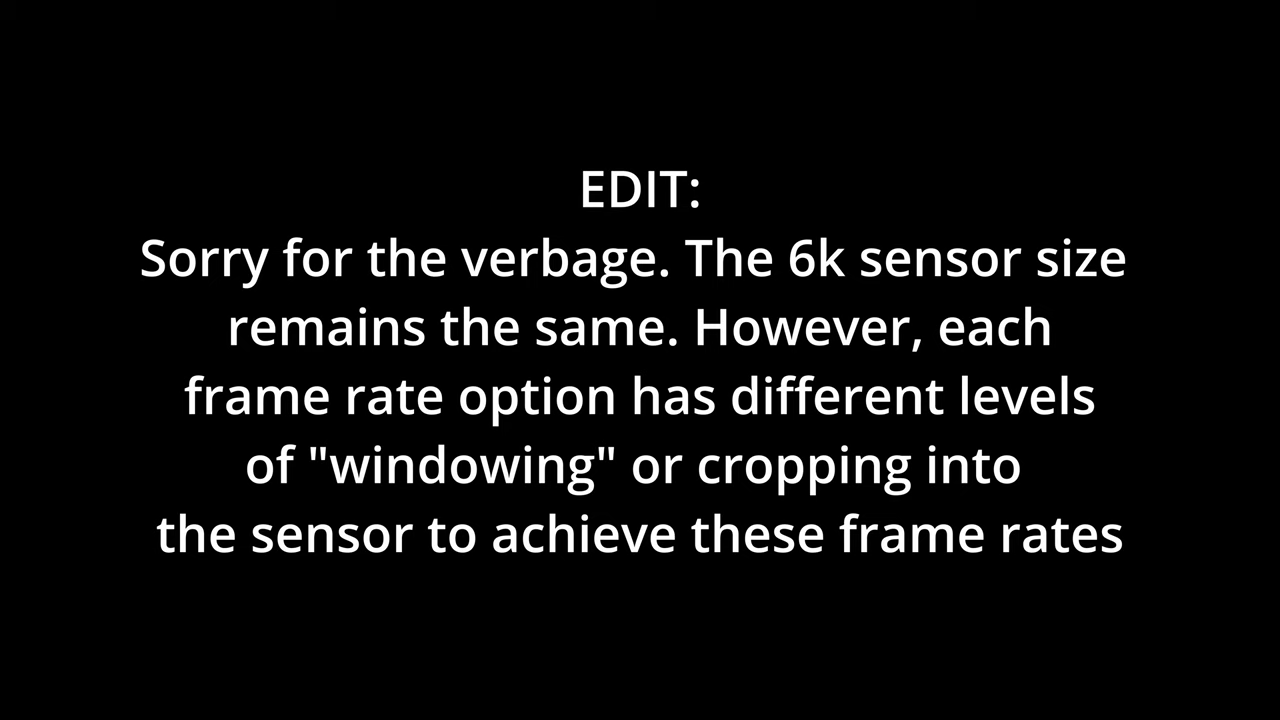 EDIT:
Sorry for the verbage. The 6k sensor size
remains the same. However, each
frame rate option has different levels
of "windowing" or cropping into
the sensor to achieve these frame rates